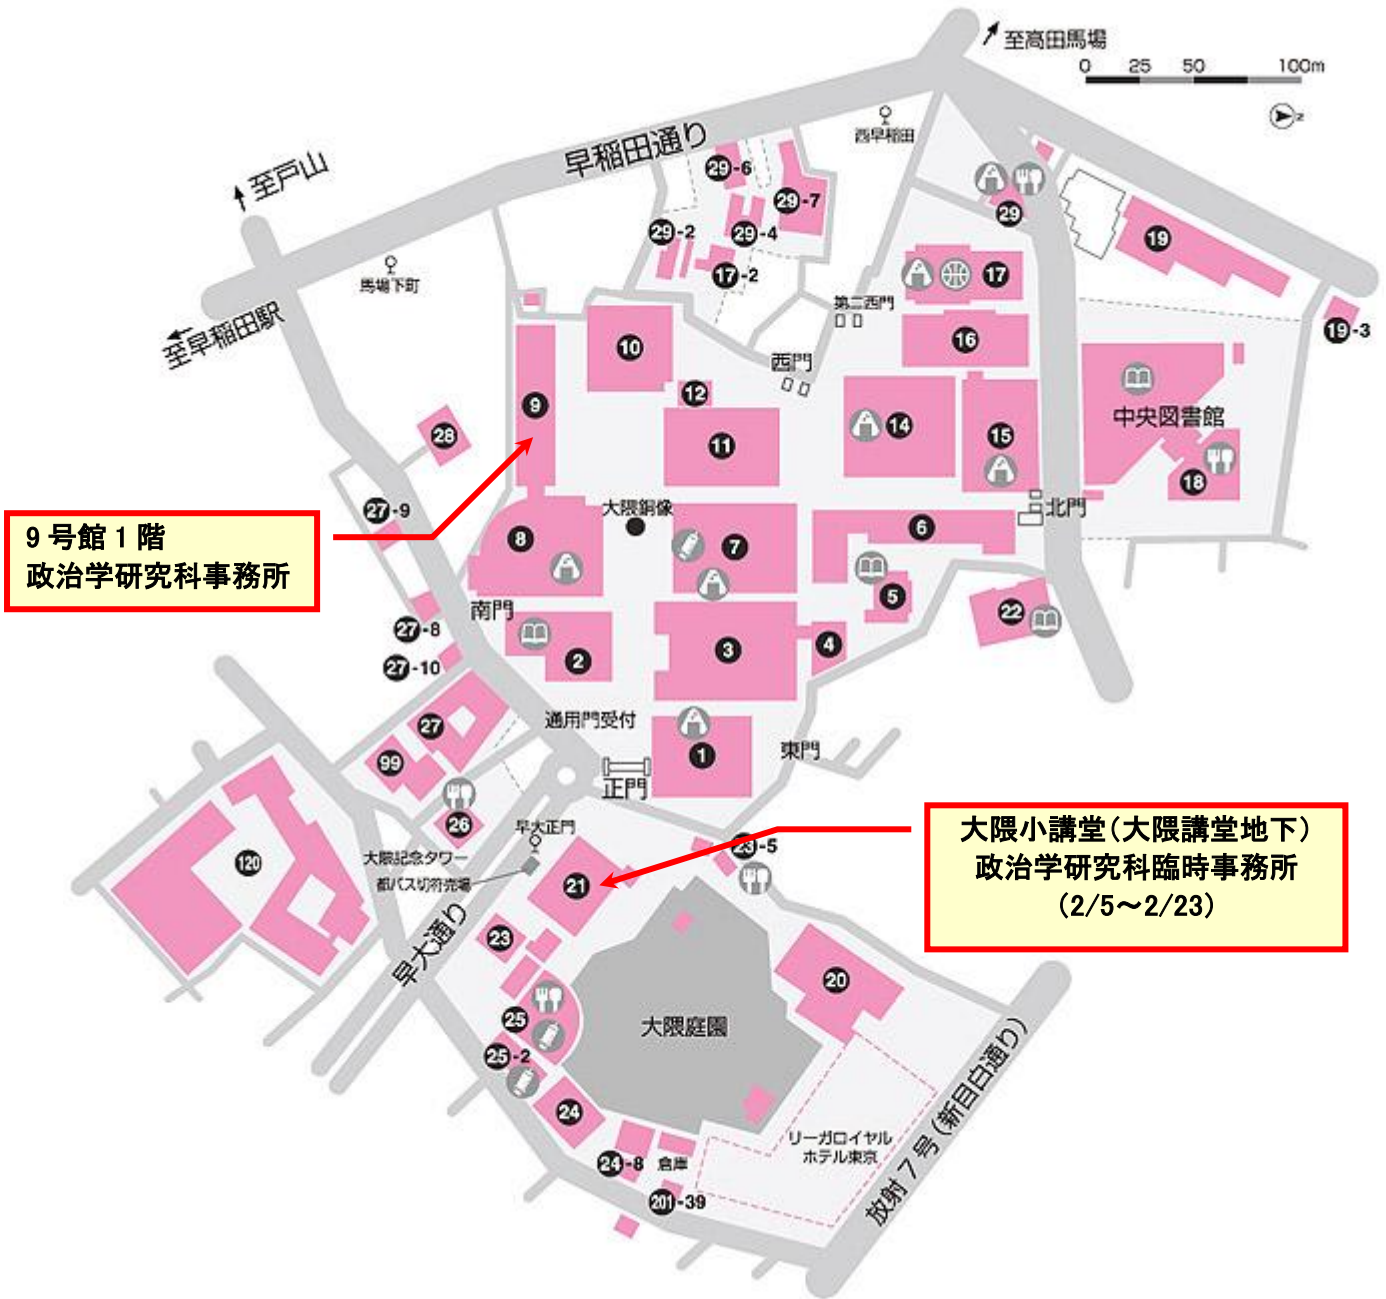 至高田馬場
0 25 50 100m
N
西早稲田
早稲田通り
至戸山
29-6
29-7
29
29-2
29-4
19
17-2
17
馬場下町
第二西門
至早稲田駅
19-3
10
16
西門
12
9
14
中央図書館
28
11
15
18
27-9
大隈銅像
北門
6
9号館1階
政治学研究科事務所
8
7
5
南門
22
27-8
4
3
2
27-10
通用門受付
27
東門
1
99
正門
26
早大正門
大隈小講堂(大隈講堂地下)
政治学研究科臨時事務所
(2/5~2/23)
23-5
大隈記念タワー
120
都バス切符売場
21
早大通り
23
20
25
大隈庭園
25-2
24
リーガロイヤル
ホテル東京
放射7号(新目白通り)
24-8
倉庫
201-39